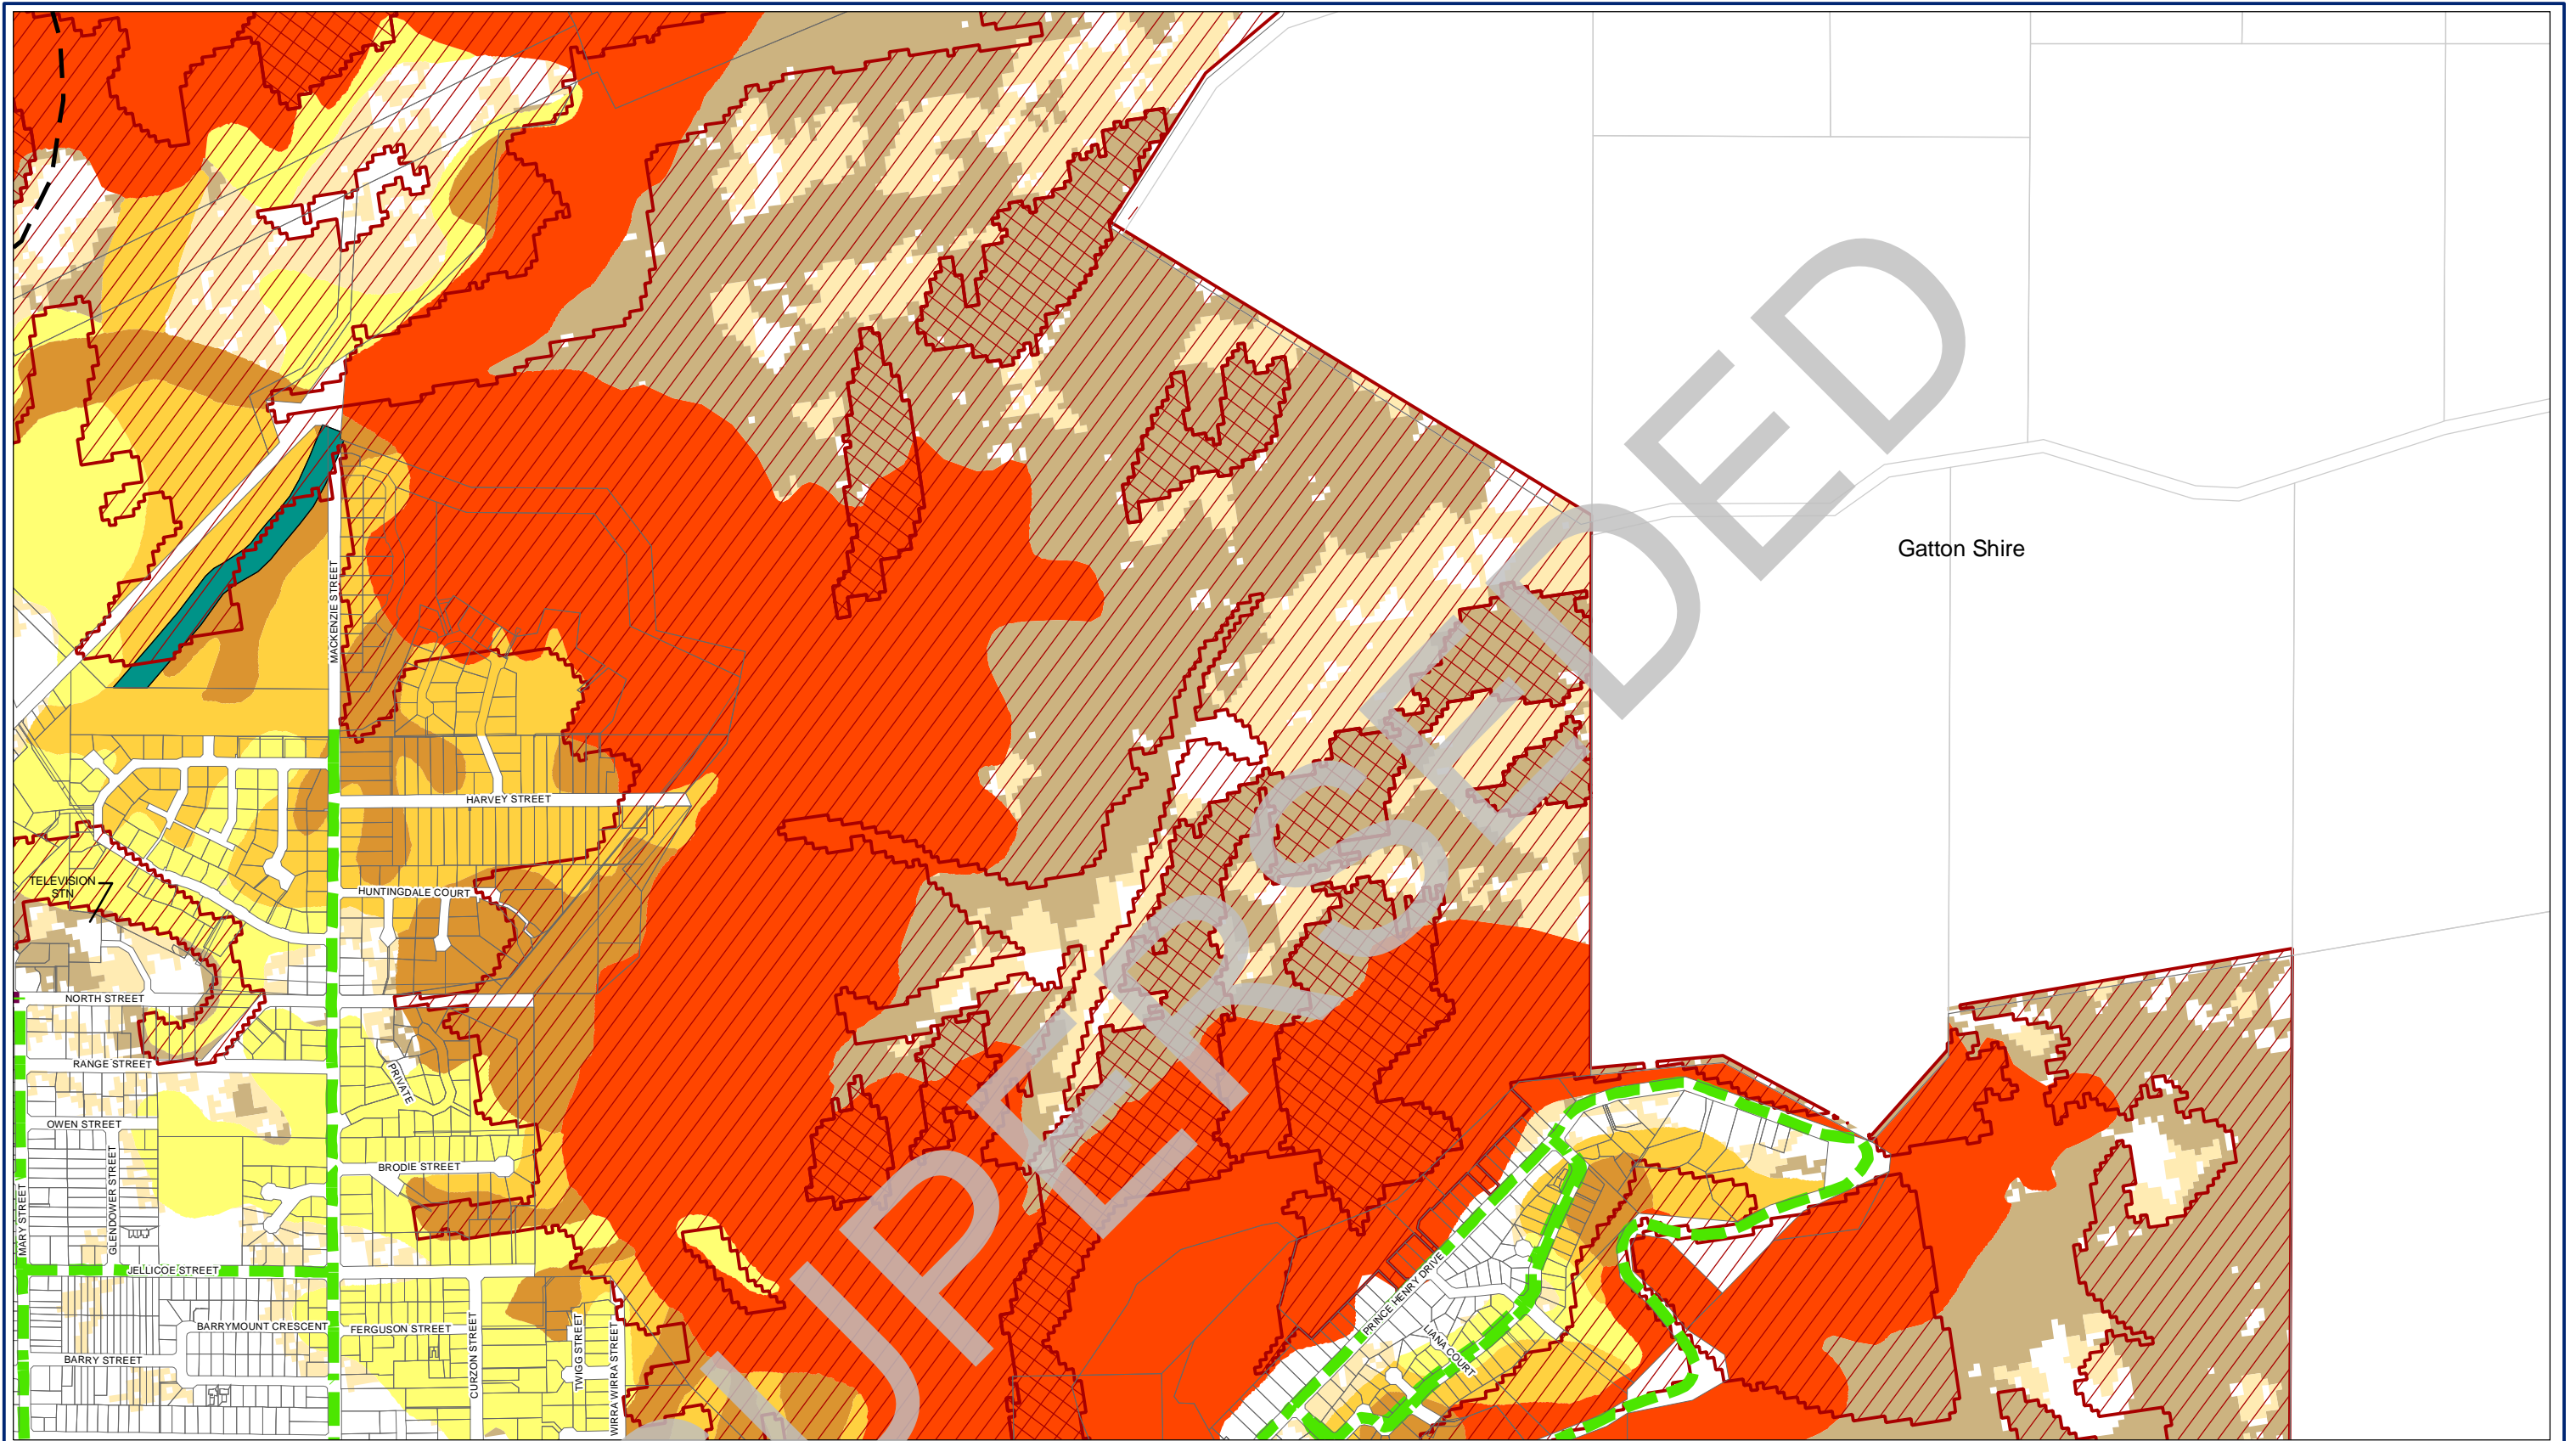 Gatton Shire
MACKENZIE STREET
HARVEY STREET
TELEVISION
STN
HUNTINGDALE COURT
NORTH STREET
RANGE STREET
PRIVATE
OWEN STREET
GLENDOWER STREET
BRODIE STREET
MARY STREET
JELLICOE STREET
PRINCE HENRY DRIVE
BARRYMOUNT CRESCENT
FERGUSON STREET
CURZON STREET
TWIGG STREET
WIRRA WIRRA STREET
LIANA COURT
BARRY STREET
SUPERSEDED